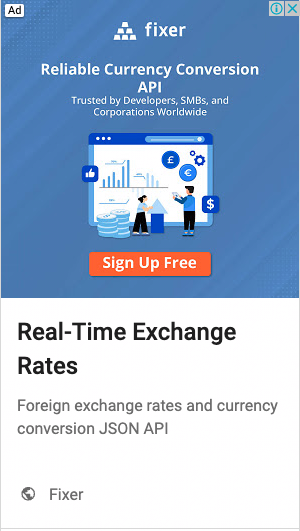 Ad
fixer
Reliable Currency Conversion
API
Trusted by Developers, SMBs, and
Corporations Worldwide
£
€
$
Sign Up Free
Real-Time Exchange
Rates
Foreign exchange rates and currency
conversion JSON API
Fixer